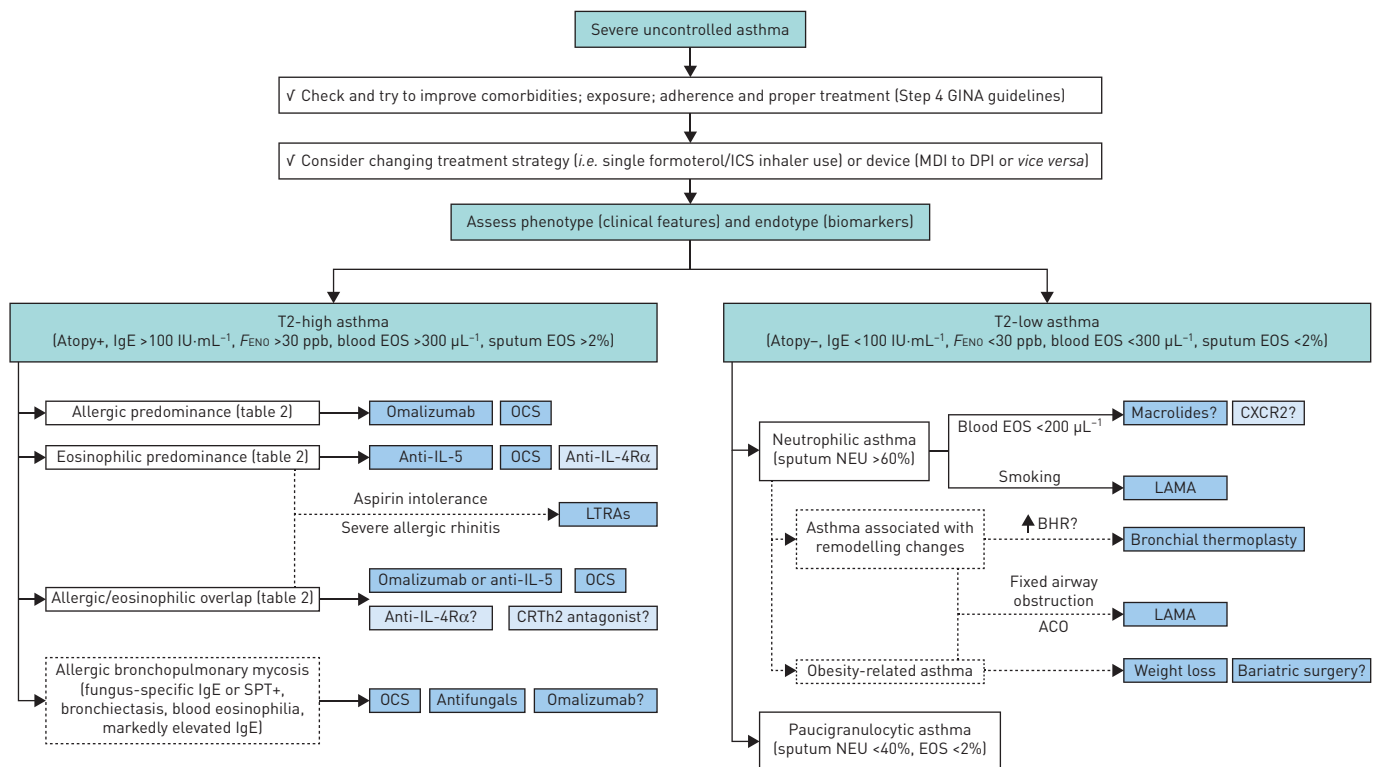 Severe uncontrolled asthma
√ Check and try to improve comorbidities; exposure; adherence and proper treatment (Step 4 GINA guidelines)
√ Consider changing treatment strategy (i.e. single formoterol/ICS inhaler use) or device (MDI to DPI or vice versa)
Assess phenotype (clinical features) and endotype (biomarkers)
T2-high asthma
(Atopy+, IgE >100 IU·mL⁻¹, FENO >30 ppb, blood EOS >300 µL⁻¹, sputum EOS >2%)
Allergic predominance (table 2)
Omalizumab
OCS
Eosinophilic predominance (table 2)
Anti-IL-5
OCS
Anti-IL-4Rα
Aspirin intolerance
Severe allergic rhinitis
LTRAs
Allergic/eosinophilic overlap (table 2)
Omalizumab or anti-IL-5
OCS
Anti-IL-4Rα?
CRTh2 antagonist?
Allergic bronchopulmonary mycosis
(fungus-specific IgE or SPT+,
bronchiectasis, blood eosinophilia,
markedly elevated IgE)
OCS
Antifungals
Omalizumab?
T2-low asthma
(Atopy–, IgE <100 IU·mL⁻¹, FENO <30 ppb, blood EOS <300 µL⁻¹, sputum EOS <2%)
Neutrophilic asthma
(sputum NEU >60%)
Blood EOS <200 µL⁻¹
Macrolides?
CXCR2?
Smoking
LAMA
Asthma associated with
remodelling changes
BHR?
Bronchial thermoplasty
Fixed airway
obstruction
ACO
LAMA
Obesity-related asthma
Weight loss
Bariatric surgery?
Paucigranulocytic asthma
(sputum NEU <40%, EOS <2%)